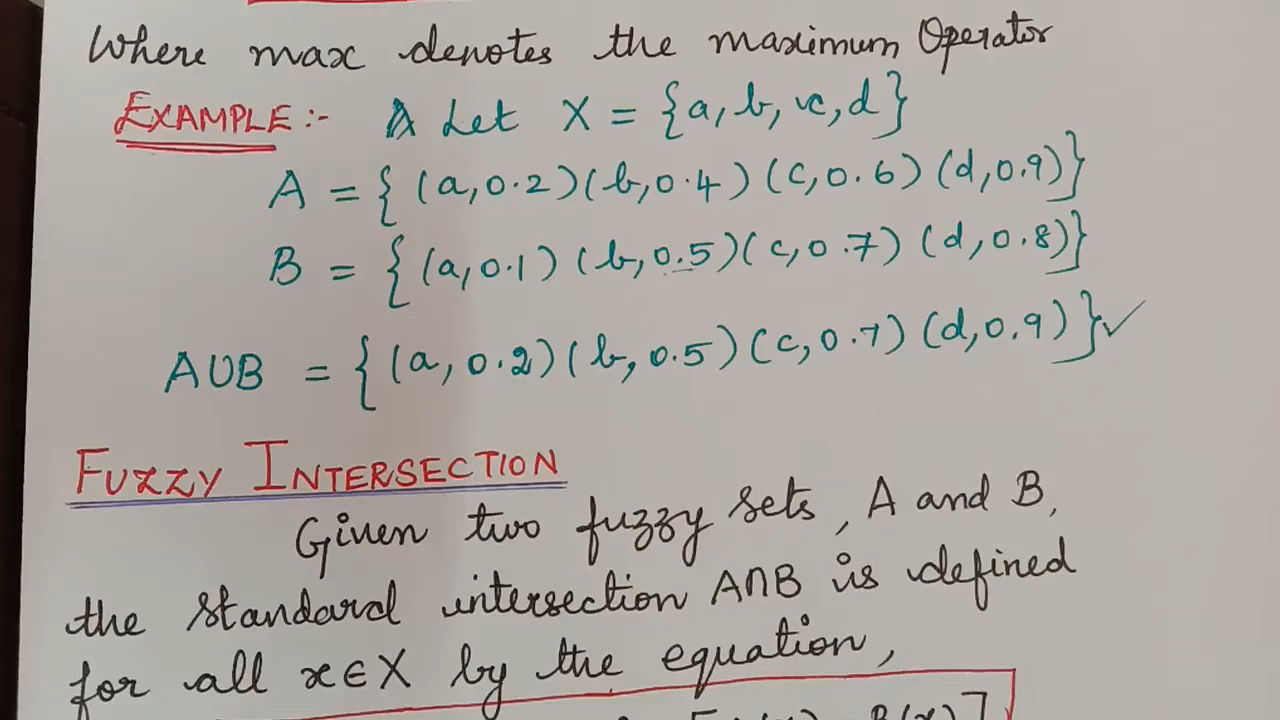 Where max denotes the maximum Operator
EXAMPLE:- Let X = {a, b, c, d}
A = {(a,0.2)(b,0.4)(c,0.6)(d,0.9)}
B = {(a,0.1)(b,0.5)(c,0.7)(d,0.8)}
A∪B = {(a,0.2)(b,0.5)(c,0.7)(d,0.9)}✓
FUZZY INTERSECTION
Given two fuzzy sets, A and B,
the standard intersection A∩B is defined
for all x∈X by the equation,
B(x)]